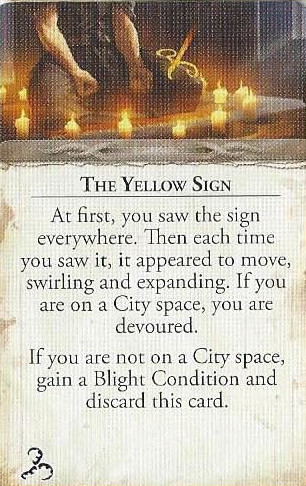 The Yellow Sign
At first, you saw the sign
everywhere. Then each time
you saw it, it appeared to move,
swirling and expanding. If you
are on a City space, you are
devoured.
If you are not on a City space,
gain a Blight Condition and
discard this card.